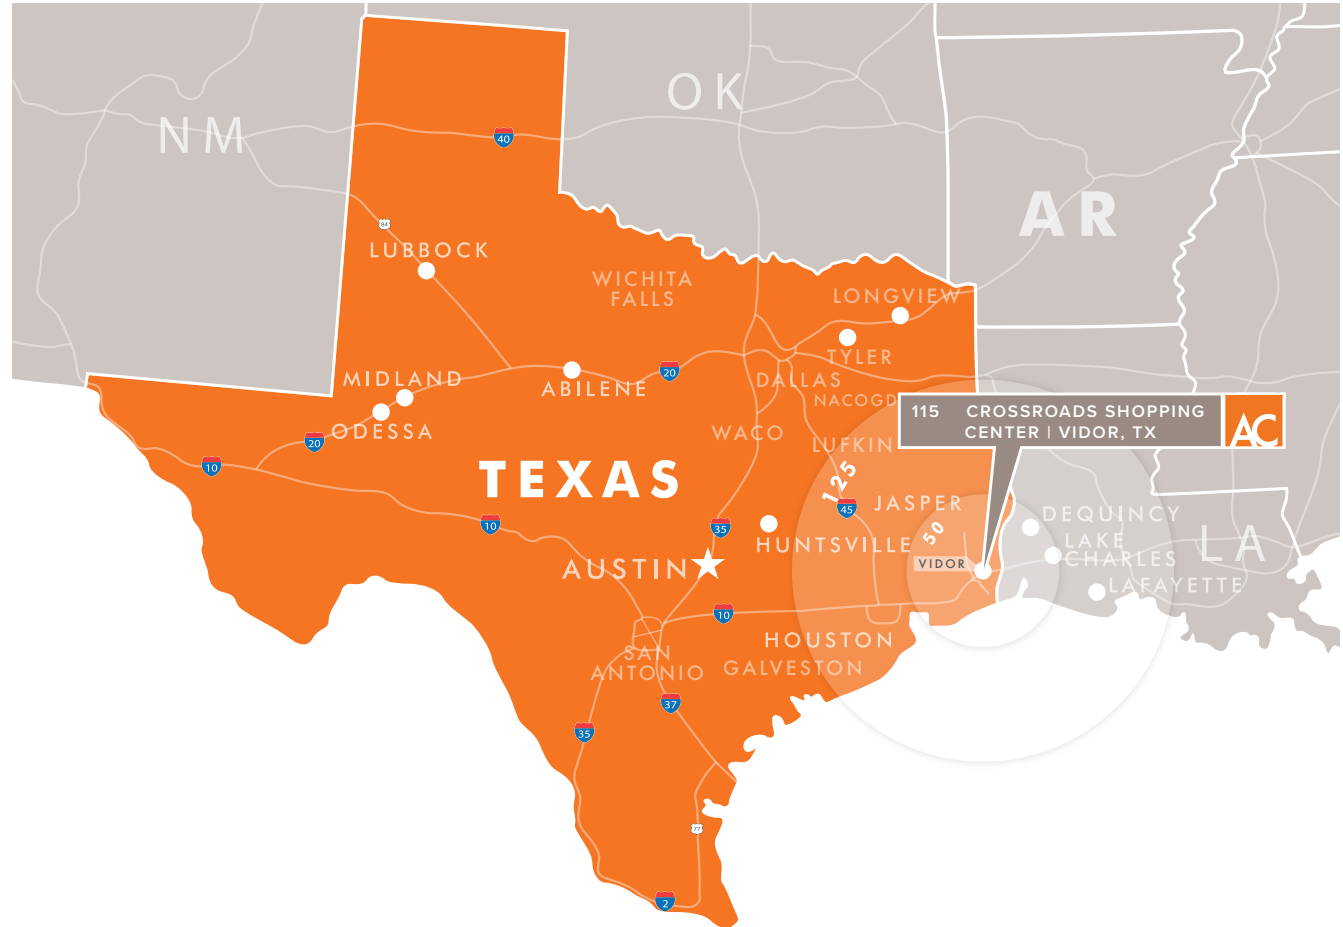 OK
NM
40
AR
84
LUBBOCK
WICHITA
FALLS
LONGVIEW
TYLER
MIDLAND
ABILENE
20
DALLAS
NACOGD
115 CROSSROADS SHOPPING
CENTER | VIDOR, TX
AC
ODESSA
20
WACO
LUFKIN
10
TEXAS
125
45
JASPER
10
35
HUNTSVILLE
50
DEQUINCY
LAKE
CHARLES
LA
AUSTIN
VIDOR
LAFAYETTE
10
HOUSTON
SAN
ANTONIO
GALVESTON
37
35
77
2